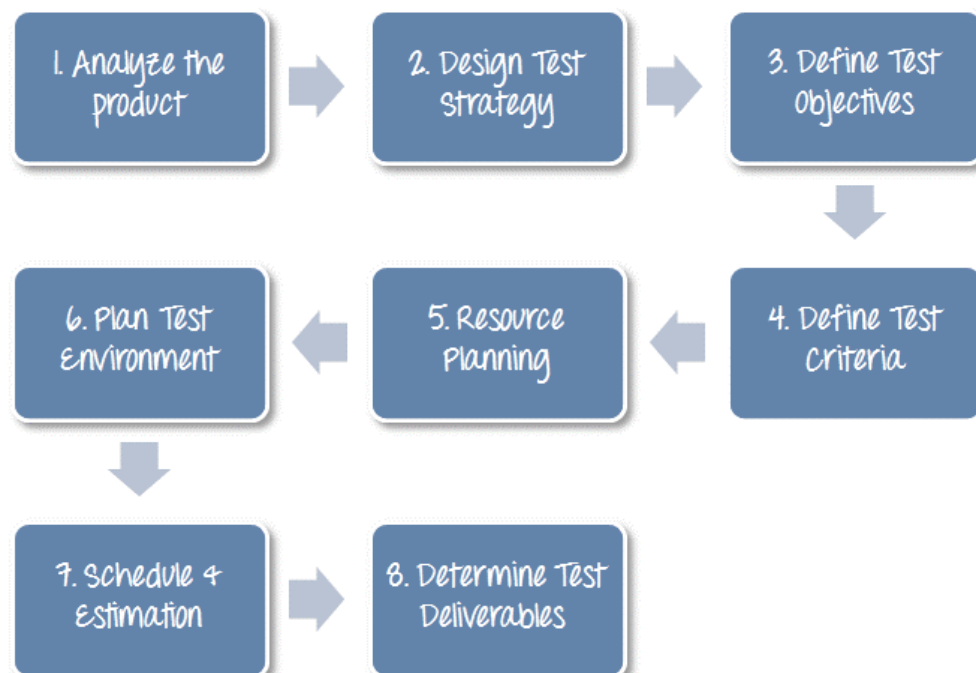 1. Analyze the
product
2. Design Test
Strategy
3. Define Test
Objectives
4. Define Test
Criteria
5. Resource
Planning
6. Plan Test
Environment
7. Schedule &
Estimation
8. Determine Test
Deliverables